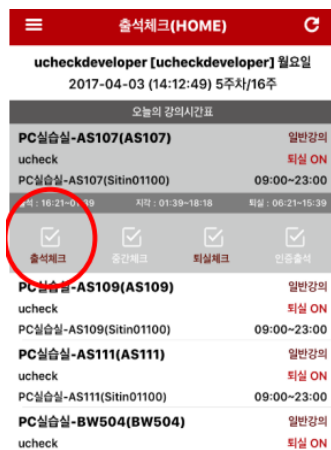 출석체크(HOME)
ucheckdeveloper [ucheckdeveloper] 월요일
2017-04-03 (14:12:49) 5주차/16주
오늘의 강의시간표
PC실습실-AS107(AS107) 일반강의
ucheck 퇴실 ON
PC실습실-AS107(Sitin01100) 09:00~23:00
: 16:21~01:39 지각 : 01:39~18:18 퇴실 : 06:21~15:39
출석체크 중간체크 퇴실체크 인증출석
PC실습실-AS109(AS109) 일반강의
ucheck 퇴실 ON
PC실습실-AS109(Sitin01100) 09:00~23:00
PC실습실-AS111(AS111) 일반강의
ucheck 퇴실 ON
PC실습실-AS111(Sitin01100) 09:00~23:00
PC실습실-BW504(BW504) 일반강의
ucheck 퇴실 ON